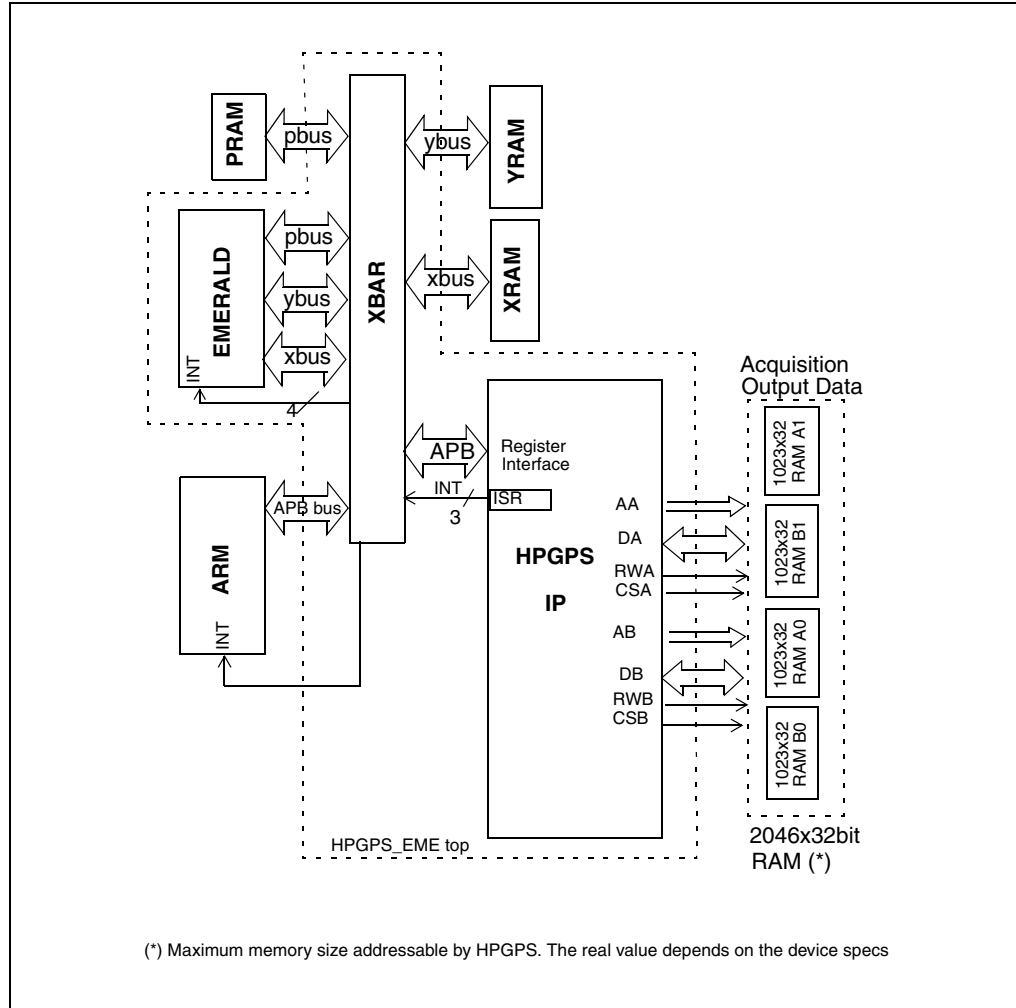 PRAM
pbus
XBAR
ybus
YRAM
EMERALD
INT
pbus
ybus
xbus
4
xbus
XRAM
ARM
INT
APB bus
APB
INT
3
Register
Interface
ISR
HPGPS
IP
AA
DA
RWA
CSA
AB
DB
RWB
CSB
Acquisition
Output Data
1023x32
RAM A1
1023x32
RAM B1
1023x32
RAM A0
1023x32
RAM B0
2046x32bit
RAM (*)
HPGPS_EME top
(*) Maximum memory size addressable by HPGPS. The real value depends on the device specs